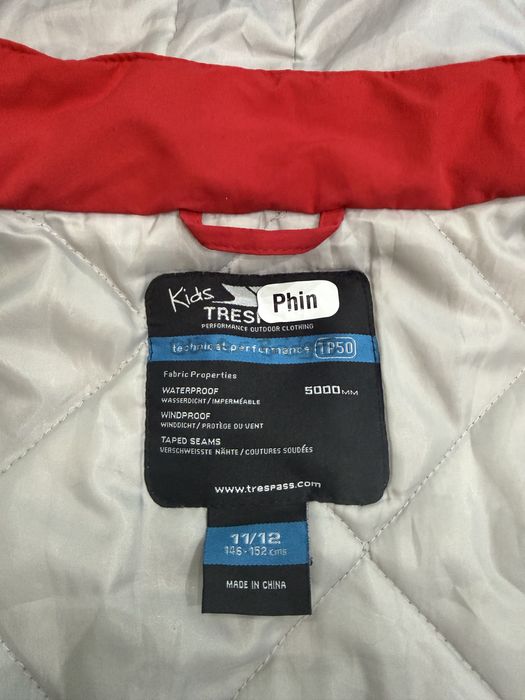 Kids
Phin
TRES
PERFORMANCE OUTDOOR CLOTHING
technical performance TP50
Fabric Properties
WATERPROOF 5000MM
WASSERDICHT/IMPERMÉABLE
WINDPROOF
WINDDICHT/PROTÈGE DU VENT
TAPED SEAMS
VERSCHWEISSTE NÄHTE/COUTURES SOUDÉES
www.trespass.com
11/12
146-152 cms
MADE IN CHINA